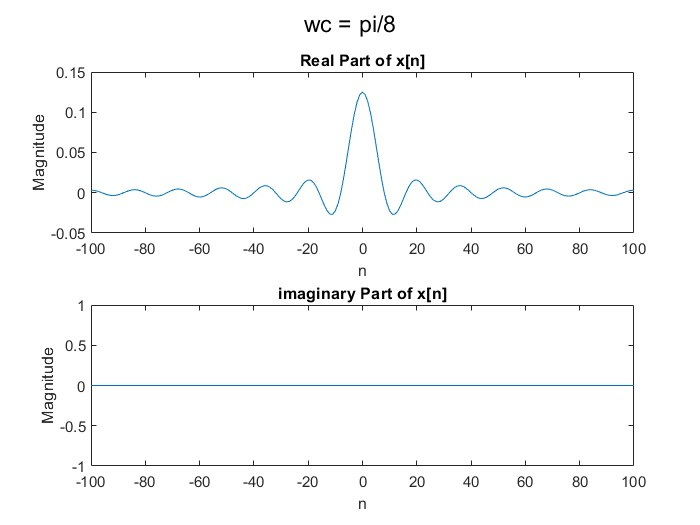 wc = pi/8
Real Part of x[n]
0.15
0.1
0.05
0
-0.05
Magnitude
-100 -80 -60 -40 -20 0 20 40 60 80 100
n
imaginary Part of x[n]
1
0.5
0
-0.5
-1
Magnitude
-100 -80 -60 -40 -20 0 20 40 60 80 100
n